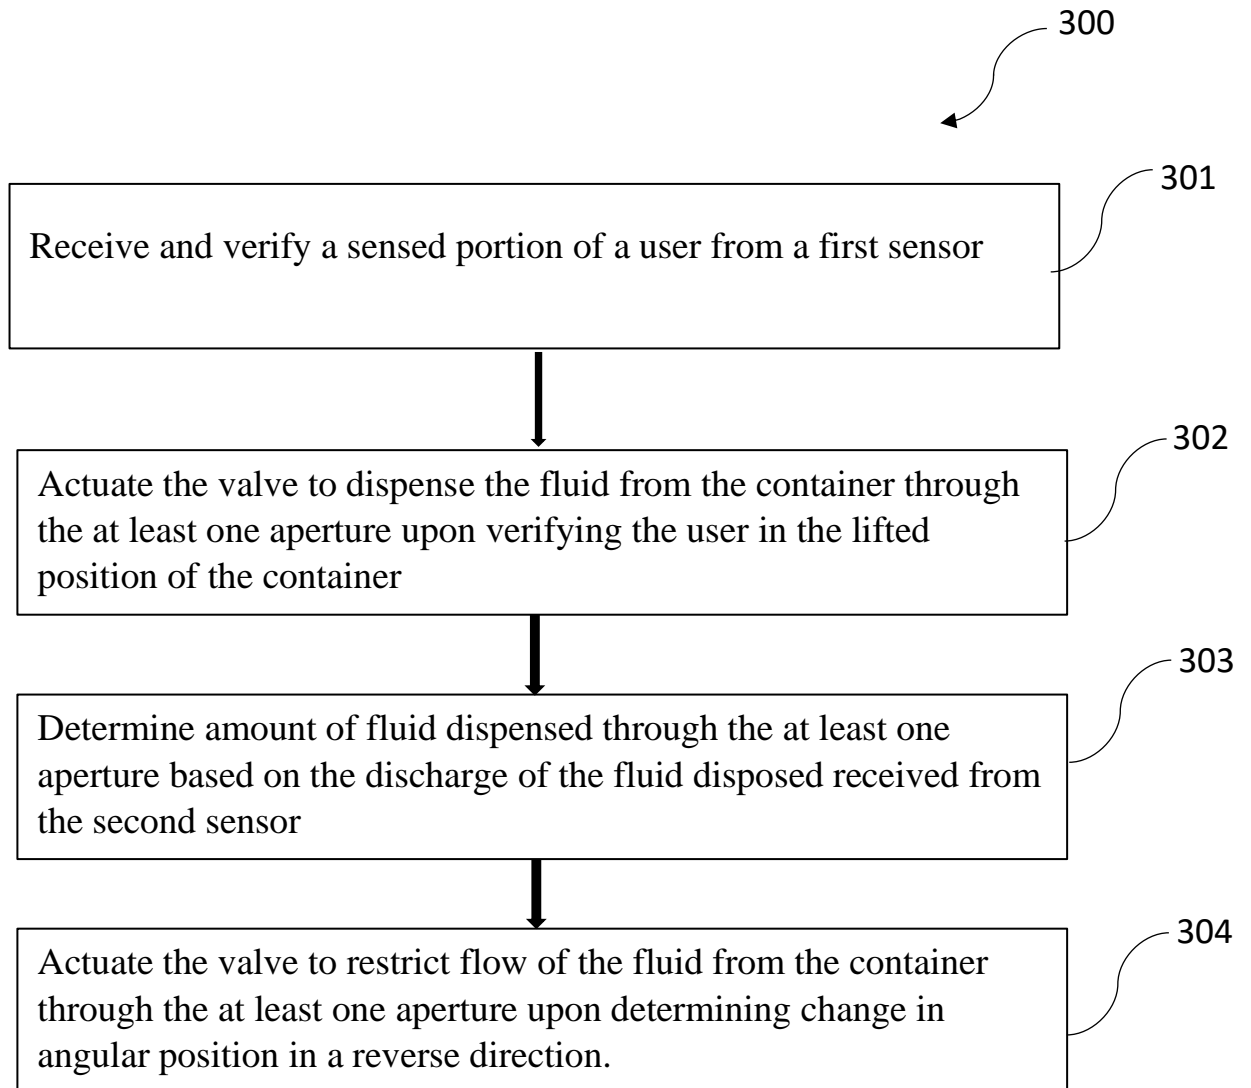 300
301
Receive and verify a sensed portion of a user from a first sensor
302
Actuate the valve to dispense the fluid from the container through
the at least one aperture upon verifying the user in the lifted
position of the container
303
Determine amount of fluid dispensed through the at least one
aperture based on the discharge of the fluid disposed received from
the second sensor
304
Actuate the valve to restrict flow of the fluid from the container
through the at least one aperture upon determining change in
angular position in a reverse direction.